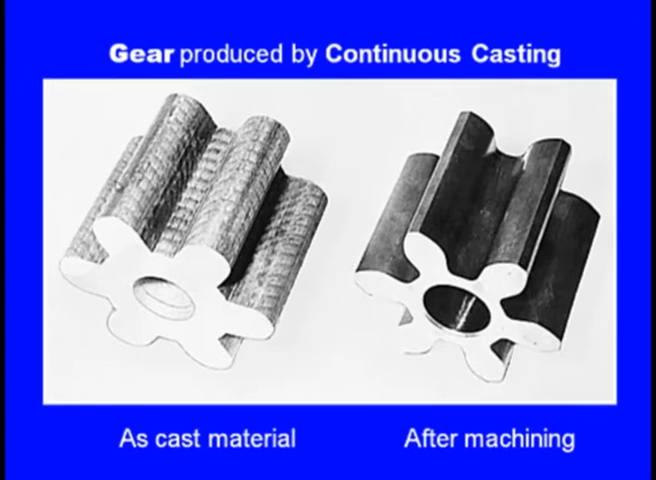 Gear produced by Continuous Casting
As cast material
After machining